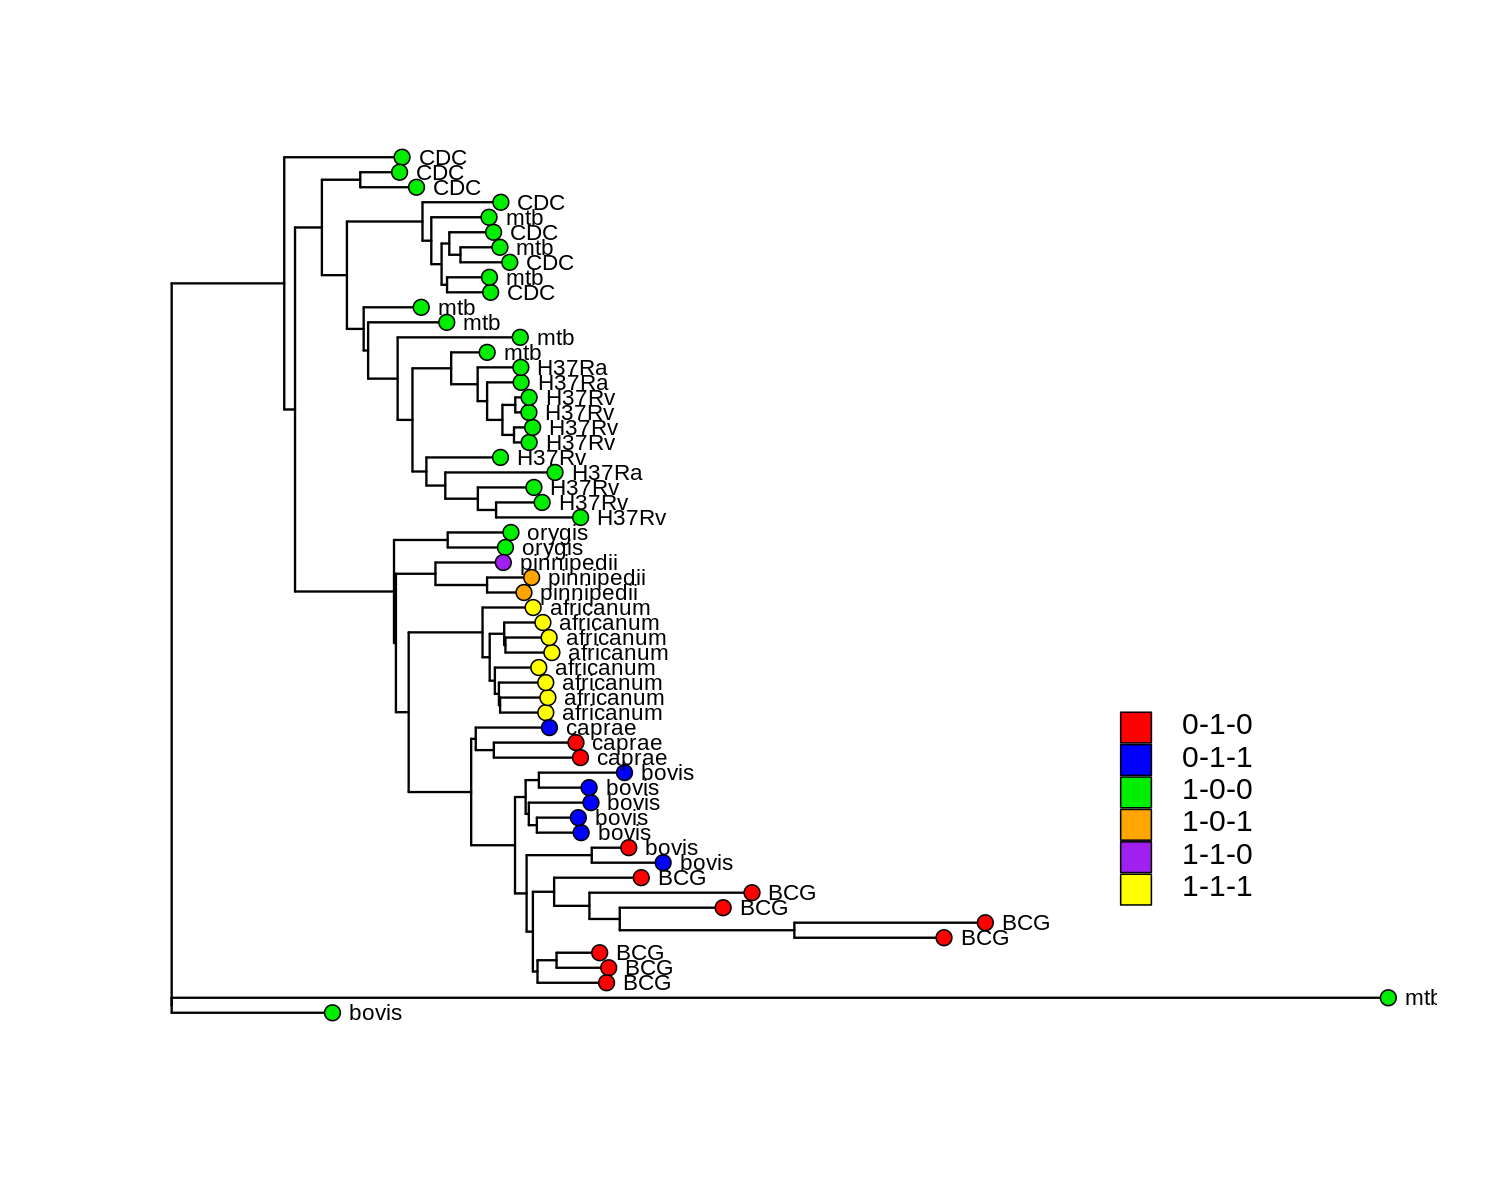 CDC
CDC
CDC
CDC
mtb
CDC
mtb
CDC
mtb
CDC
mtb
mtb
mtb
mtb
H37Ra
H37Ra
H37Rv
H37Rv
H37Rv
H37Rv
H37Rv
H37Ra
H37Rv
H37Rv
H37Rv
orygis
orygis
pinnipedii
pinnipedii
pinnipedii
africanum
africanum
africanum
africanum
africanum
africanum
africanum
africanum
caprae
caprae
caprae
bovis
bovis
bovis
bovis
bovis
bovis
bovis
BCG
BCG
BCG
BCG
BCG
BCG
BCG
BCG
mtb
bovis
0-1-0
0-1-1
1-0-0
1-0-1
1-1-0
1-1-1